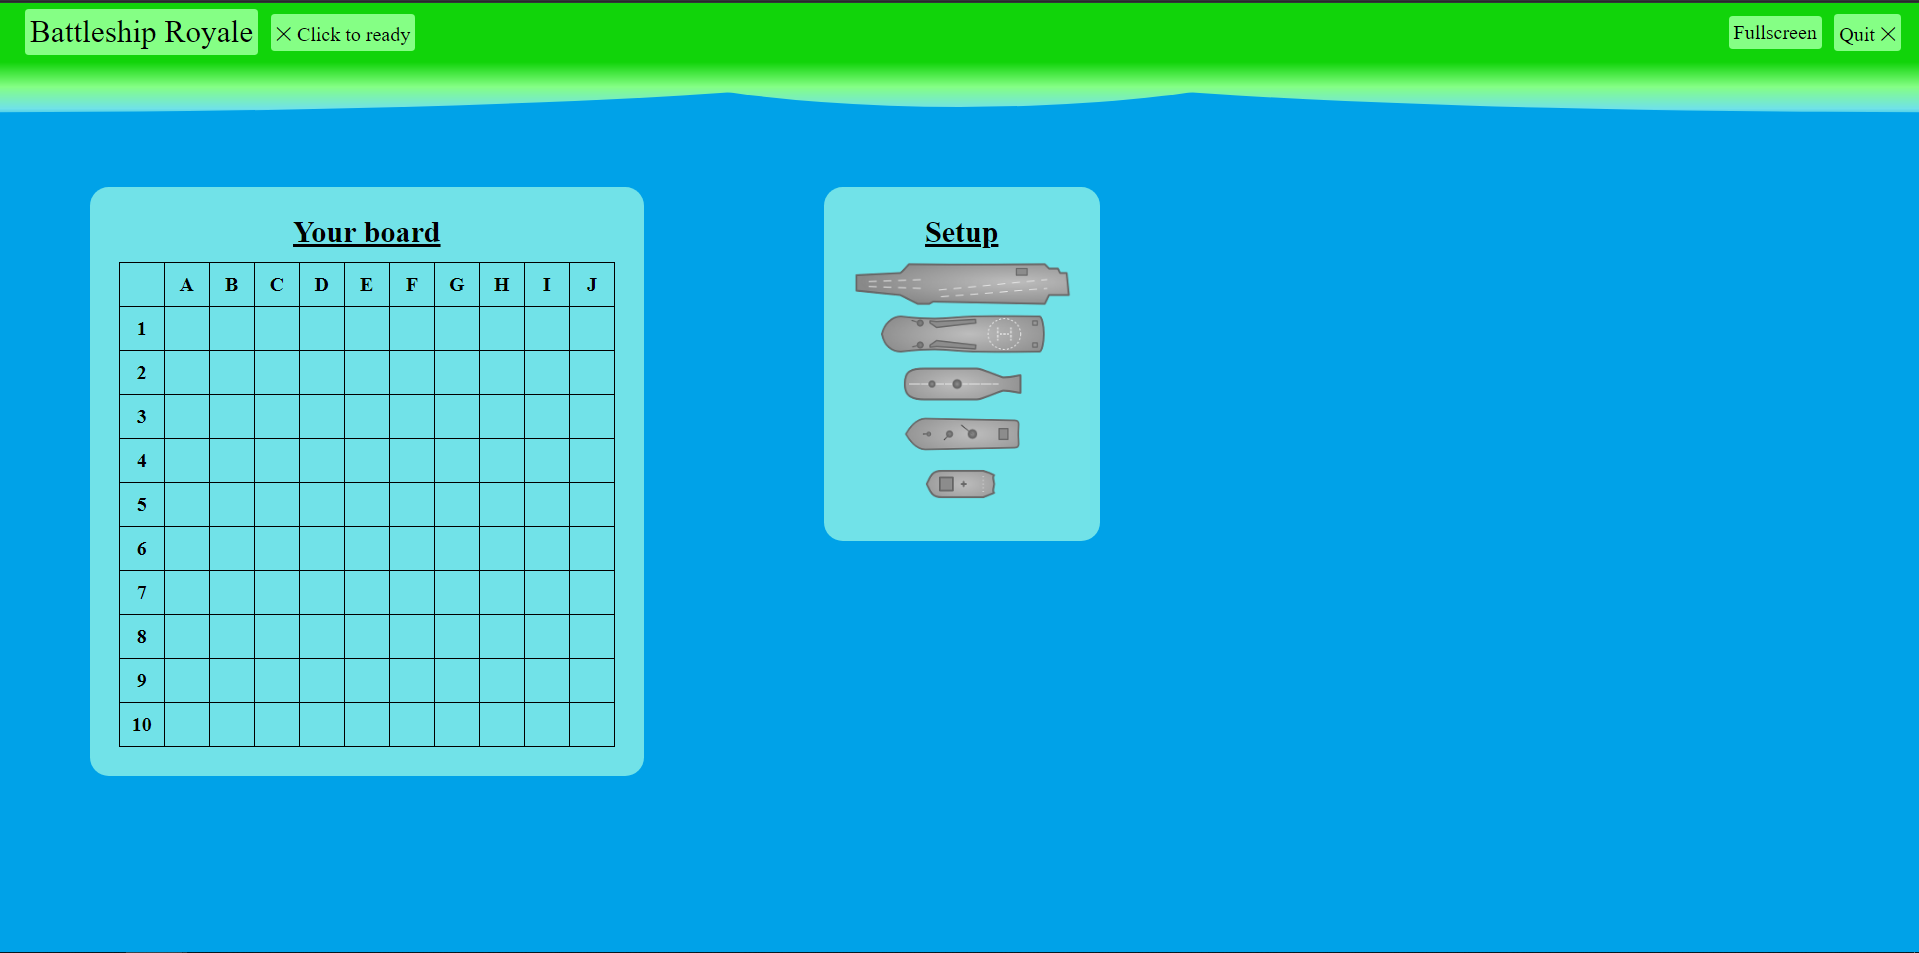 Battleship Royale
Click to ready
Fullscreen
Quit
Your board
A B C D E F G H I J
1
2
3
4
5
6
7
8
9
10
Setup
H